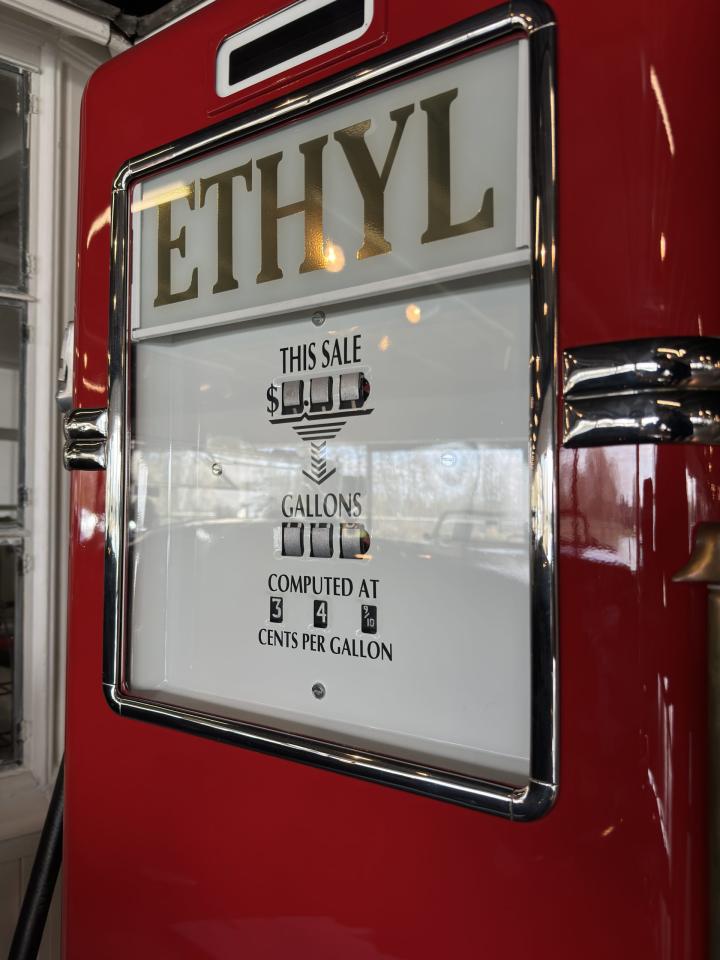 ETHYL
THIS SALE
$
GALLONS
COMPUTED AT
3 4 9/10
CENTS PER GALLON